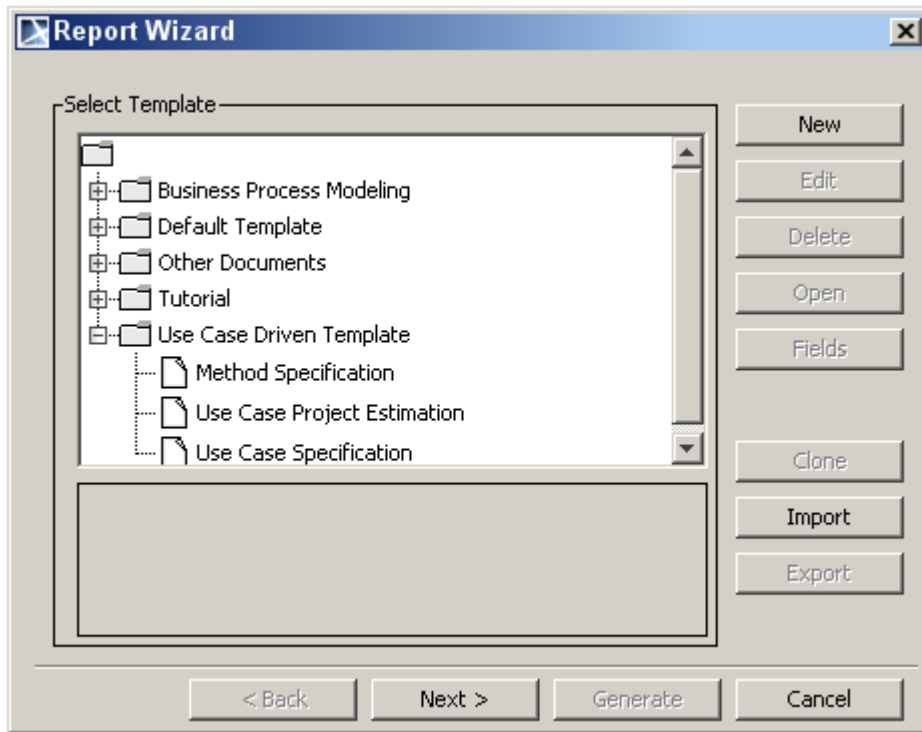 Report Wizard
Select Template
New
Business Process Modeling
Edit
Default Template
Delete
Other Documents
Open
Tutorial
Use Case Driven Template
Fields
Method Specification
Use Case Project Estimation
Use Case Specification
Clone
Import
Export
< Back
Next >
Generate
Cancel